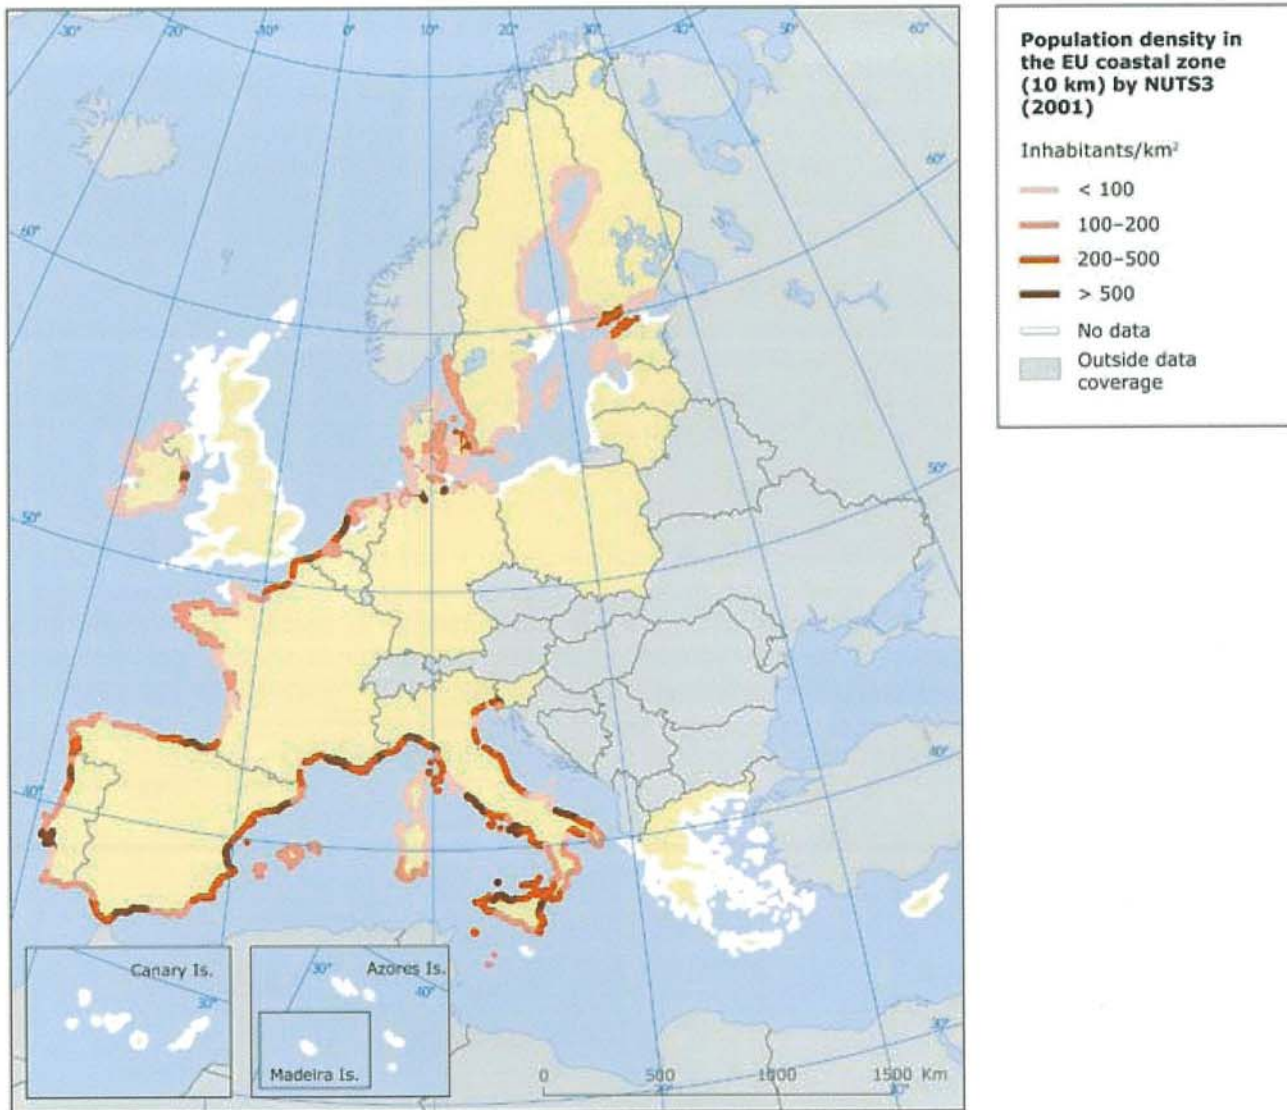 -30°
-20°
-10°
0°
10°
20°
30°
40°
50°
60°
60°
60°
50°
50°
40°
40°
30°
0°
10°
Canary Is.
30°
Azores Is.
30°
40°
Madeira Is.
0 500 1000 1500 Km
Population density in
the EU coastal zone
(10 km) by NUTS3
(2001)
Inhabitants/km²
< 100
100–200
200–500
> 500
No data
Outside data
coverage